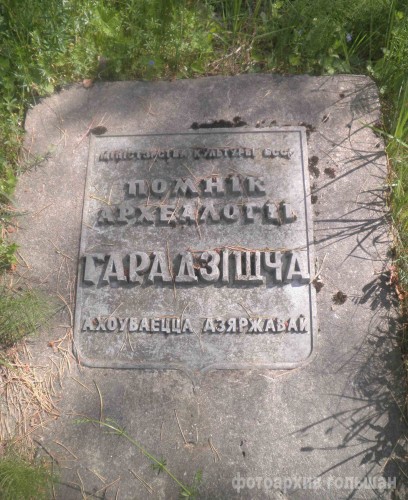 МІНІСТЭРСТВА КУЛЬТУРЫ БССР
ПОМНІК
АРХЕАЛОГІІ
ГАРАДЗІШЧА
АХОЎВАЕЦЦА ДЗЯРЖАВАЙ
фотоархив гольшан